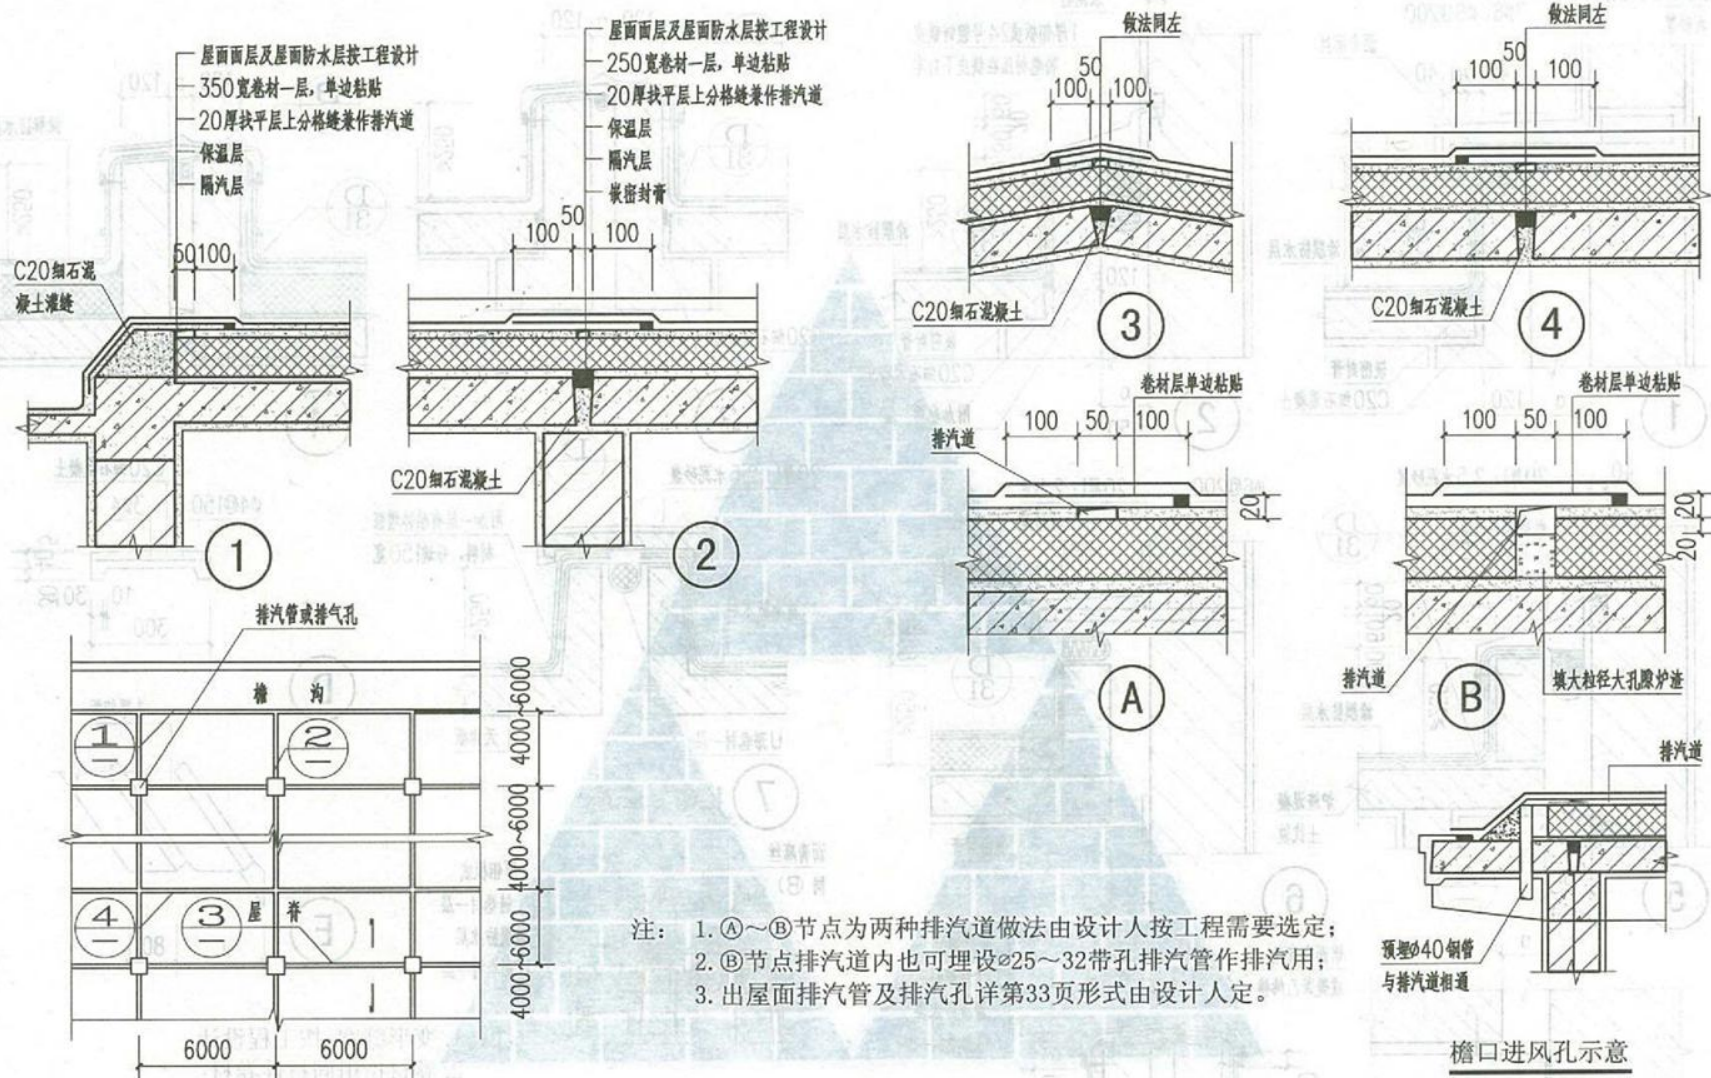 屋面面层及屋面防水层按工程设计
350宽卷材一层，单边粘贴
20厚找平层上分格缝兼作排汽道
保温层
隔汽层
50 100
C20细石混
凝土灌缝
1
屋面面层及屋面防水层按工程设计
250宽卷材一层，单边粘贴
20厚找平层上分格缝兼作排汽道
保温层
隔汽层
嵌密封膏
50
100 100
C20细石混凝土
2
做法同左
50
100 100
C20细石混凝土
3
做法同左
50
100 100
C20细石混凝土
4
卷材层单边粘贴
100 50 100
排汽道
20
A
卷材层单边粘贴
100 50 100
20
20
排汽道
填大粒径大孔隙炉渣
B
排汽管或排气孔
檐 沟
1
2
4
3
屋 脊
4000~6000
4000~6000
4000~6000
6000 6000
排汽道
预埋ø40钢管
与排汽道相通
檐口进风孔示意
注： 1.Ⓐ～Ⓑ节点为两种排汽道做法由设计人按工程需要选定；
2.Ⓑ节点排汽道内也可埋设ø25～32带孔排汽管作排汽用；
3.出屋面排汽管及排汽孔详第33页形式由设计人定。